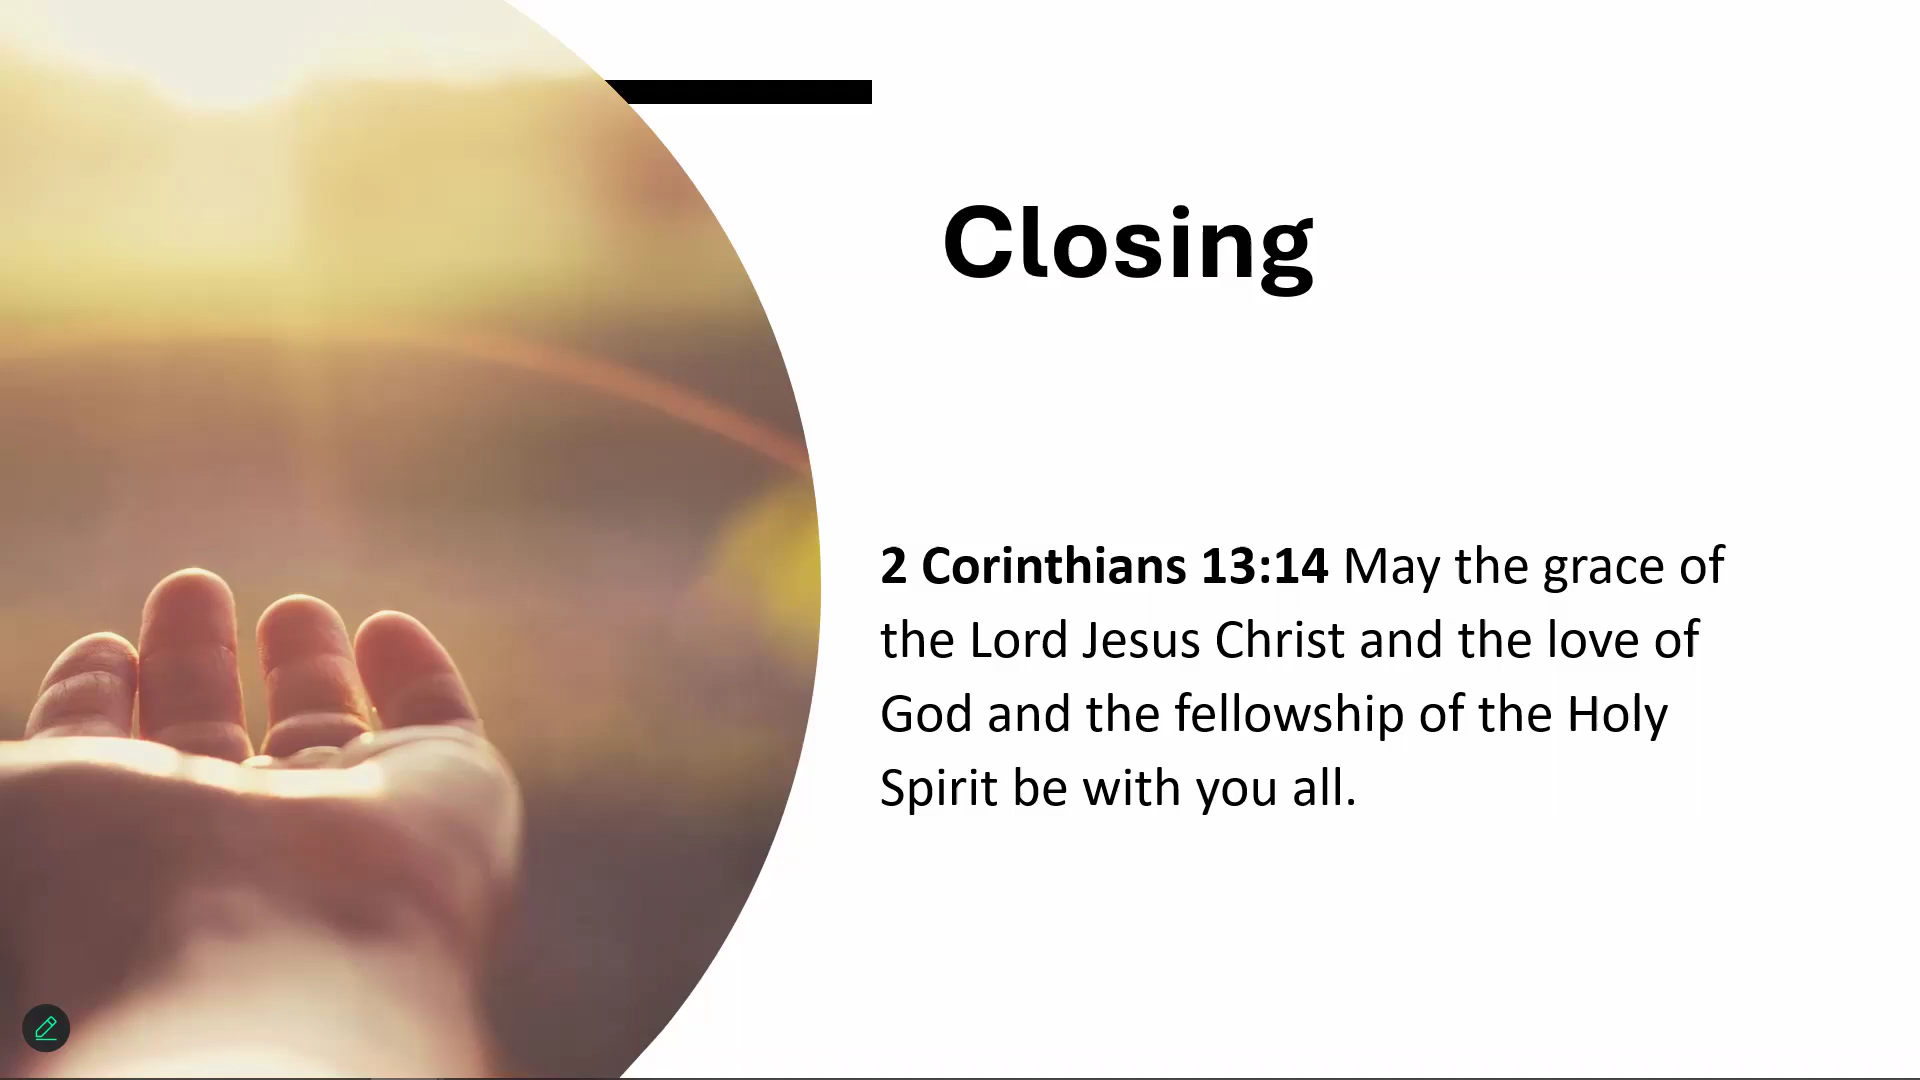 Closing
2 Corinthians 13:14 May the grace of
the Lord Jesus Christ and the love of
God and the fellowship of the Holy
Spirit be with you all.